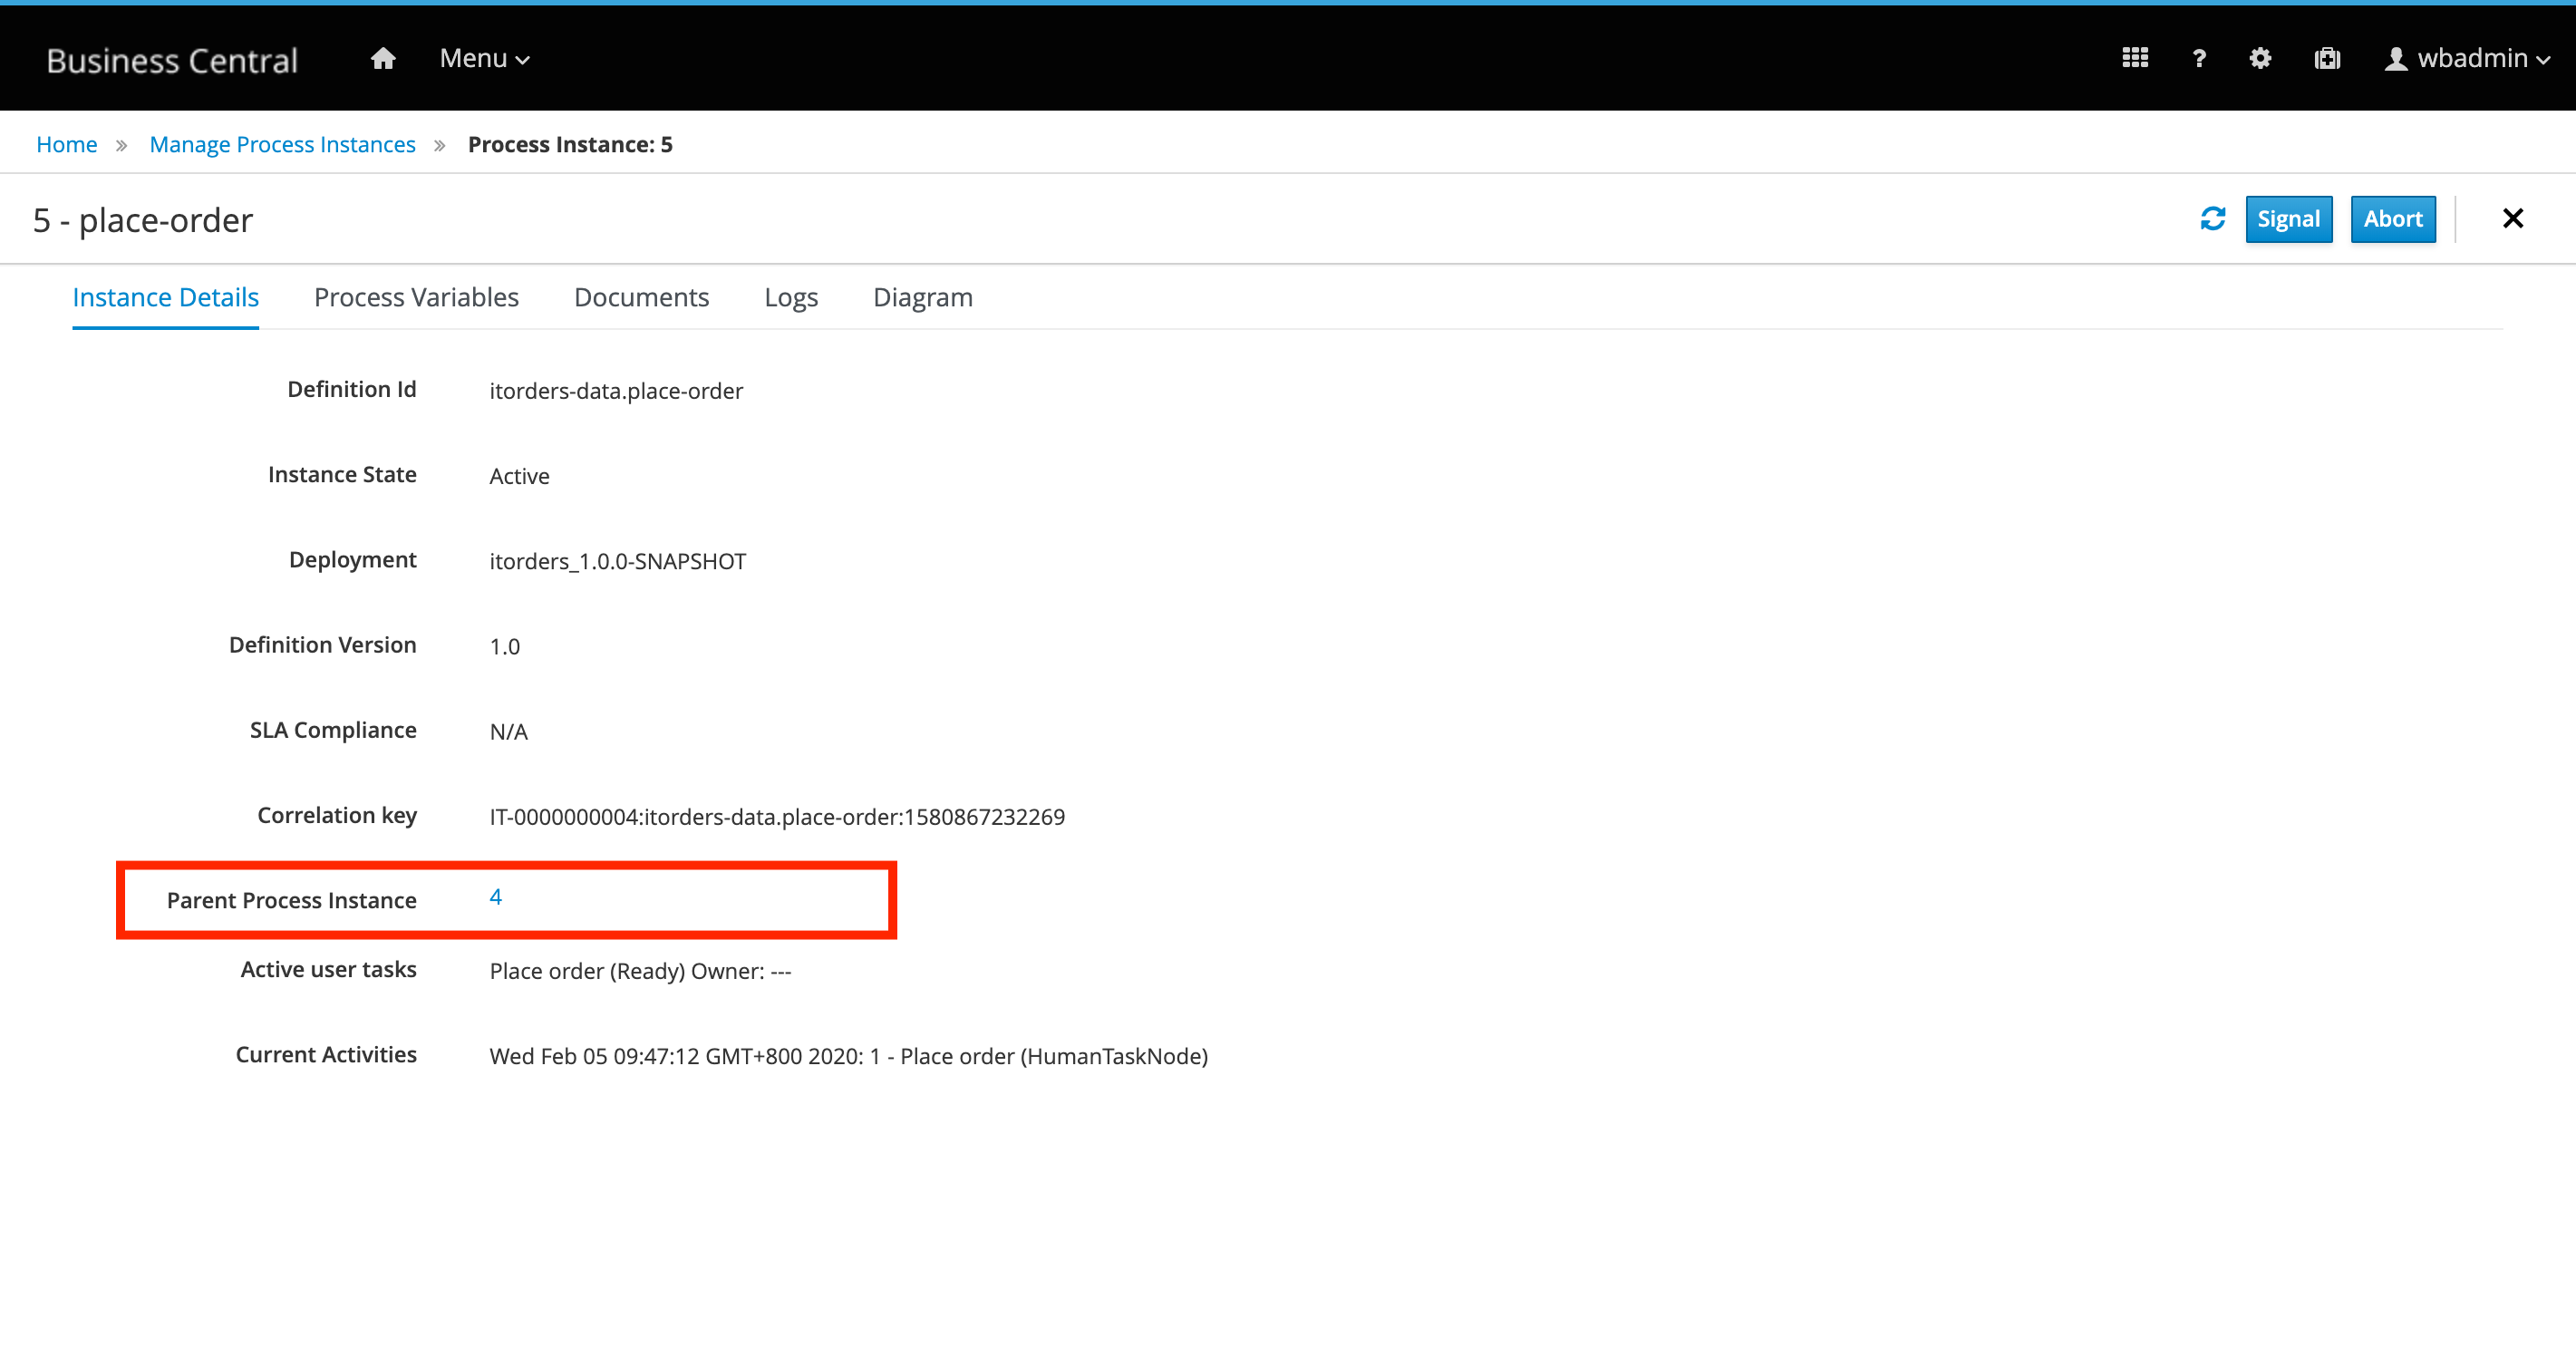 Business Central Menu ? wbadmin
Home » Manage Process Instances » Process Instance: 5
5 - place-order Signal Abort
Instance Details Process Variables Documents Logs Diagram
Definition Id itorders-data.place-order
Instance State Active
Deployment itorders_1.0.0-SNAPSHOT
Definition Version 1.0
SLA Compliance N/A
Correlation key IT-0000000004:itorders-data.place-order:1580867232269
Parent Process Instance 4
Active user tasks Place order (Ready) Owner: ---
Current Activities Wed Feb 05 09:47:12 GMT+800 2020: 1 - Place order (HumanTaskNode)